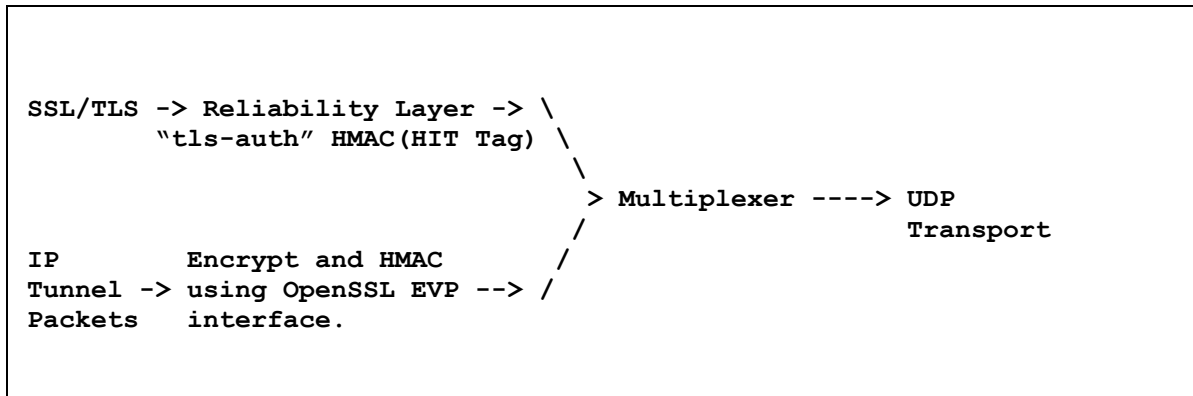 SSL/TLS -> Reliability Layer -> \
“tls-auth” HMAC(HIT Tag) \
\
> Multiplexer ----> UDP
/ Transport
IP Encrypt and HMAC /
Tunnel -> using OpenSSL EVP --> /
Packets interface.